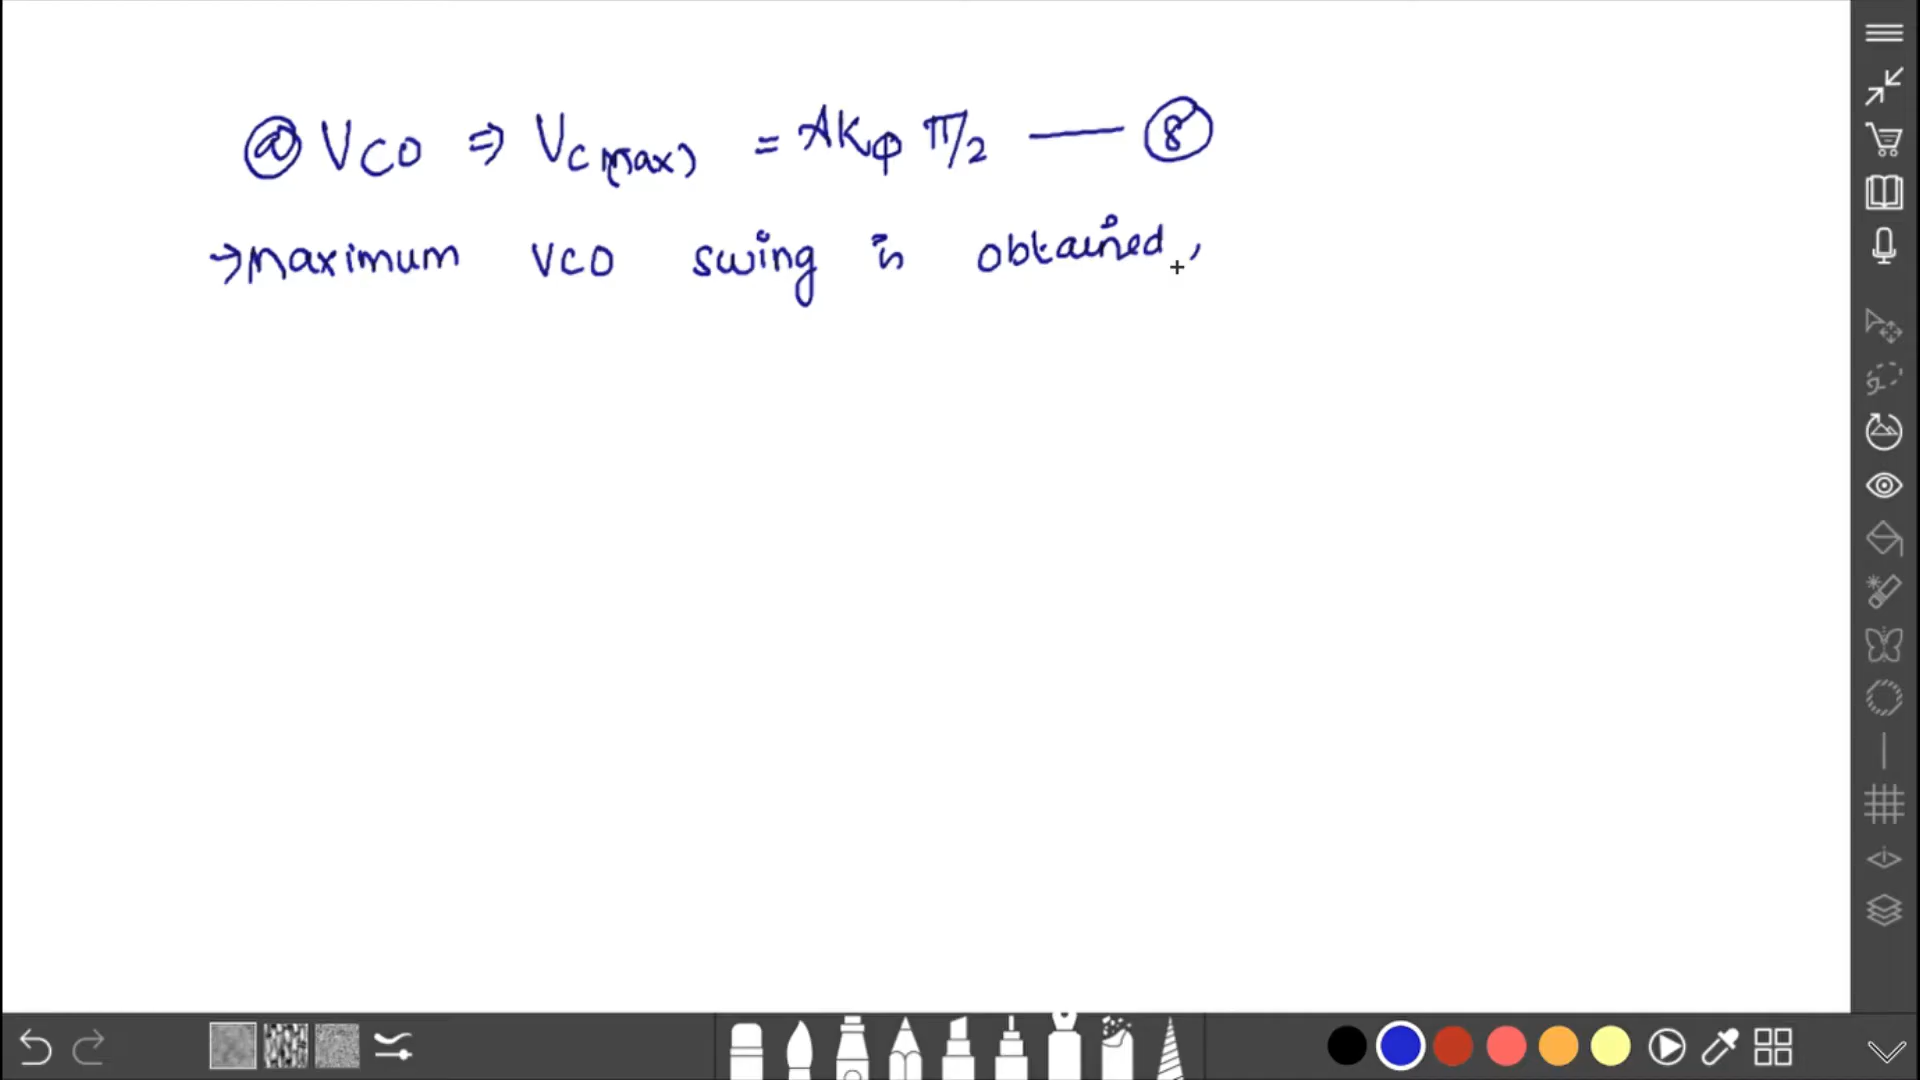 @ VCO ⇒ Vc(max) = AKφ π/2 — ⑧
→ maximum VCO swing is obtained,